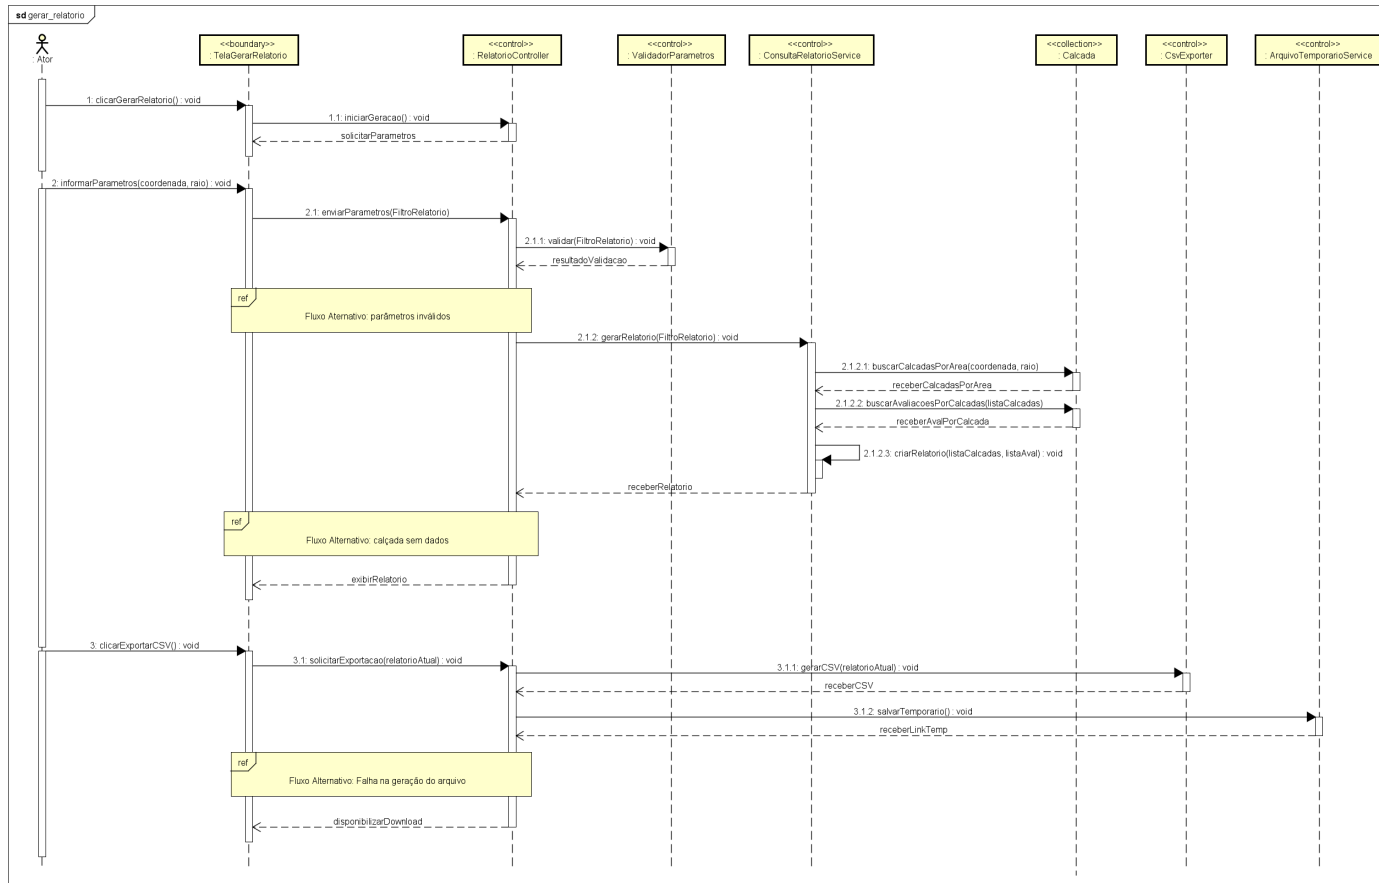 sd gerar_relatorio
: Ator
<<boundary>>
: TelaGerarRelatorio
<<control>>
: RelatorioController
<<control>>
: ValidadorParametros
<<control>>
: ConsultaRelatorioService
<<collection>>
: Calcada
<<control>>
: CsvExporter
<<control>>
: ArquivoTemporarioService
1: clicarGerarRelatorio() : void
1.1: iniciarGeracao() : void
solicitarParametros
2: informarParametros(coordenada, raio) : void
2.1: enviarParametros(FiltroRelatorio)
2.1.1: validar(FiltroRelatorio) : void
resultadoValidacao
ref
Fluxo Aternativo: parâmetros inválidos
2.1.2: gerarRelatorio(FiltroRelatorio) : void
2.1.2.1: buscarCalcadasPorArea(coordenada, raio)
receberCalcadasPorArea
2.1.2.2: buscarAvaliacoesPorCalcadas(listaCalcadas)
receberAvalPorCalcada
2.1.2.3: criarRelatorio(listaCalcadas, listaAval) : void
receberRelatorio
ref
Fluxo Alternativo: calçada sem dados
exibirRelatorio
3: clicarExportarCSV() : void
3.1: solicitarExportacao(relatorioAtual) : void
3.1.1: gerarCSV(relatorioAtual) : void
receberCSV
3.1.2: salvarTemporario() : void
receberLinkTemp
ref
Fluxo Alternativo: Falha na geração do arquivo
disponibilizarDownload